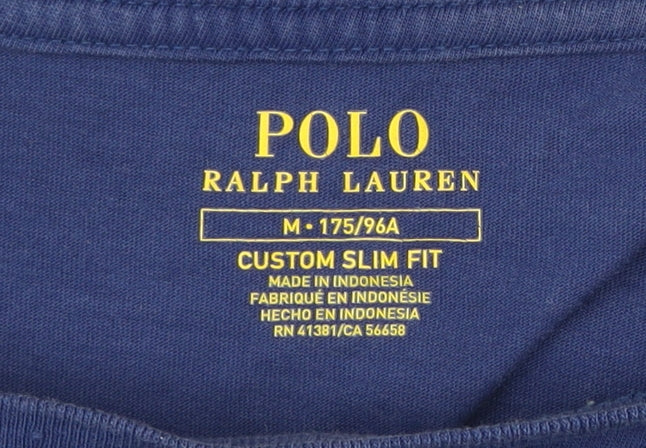 POLO
RALPH LAUREN
M • 175/96A
CUSTOM SLIM FIT
MADE IN INDONESIA
FABRIQUÉ EN INDONÉSIE
HECHO EN INDONESIA
RN 41381/CA 56658